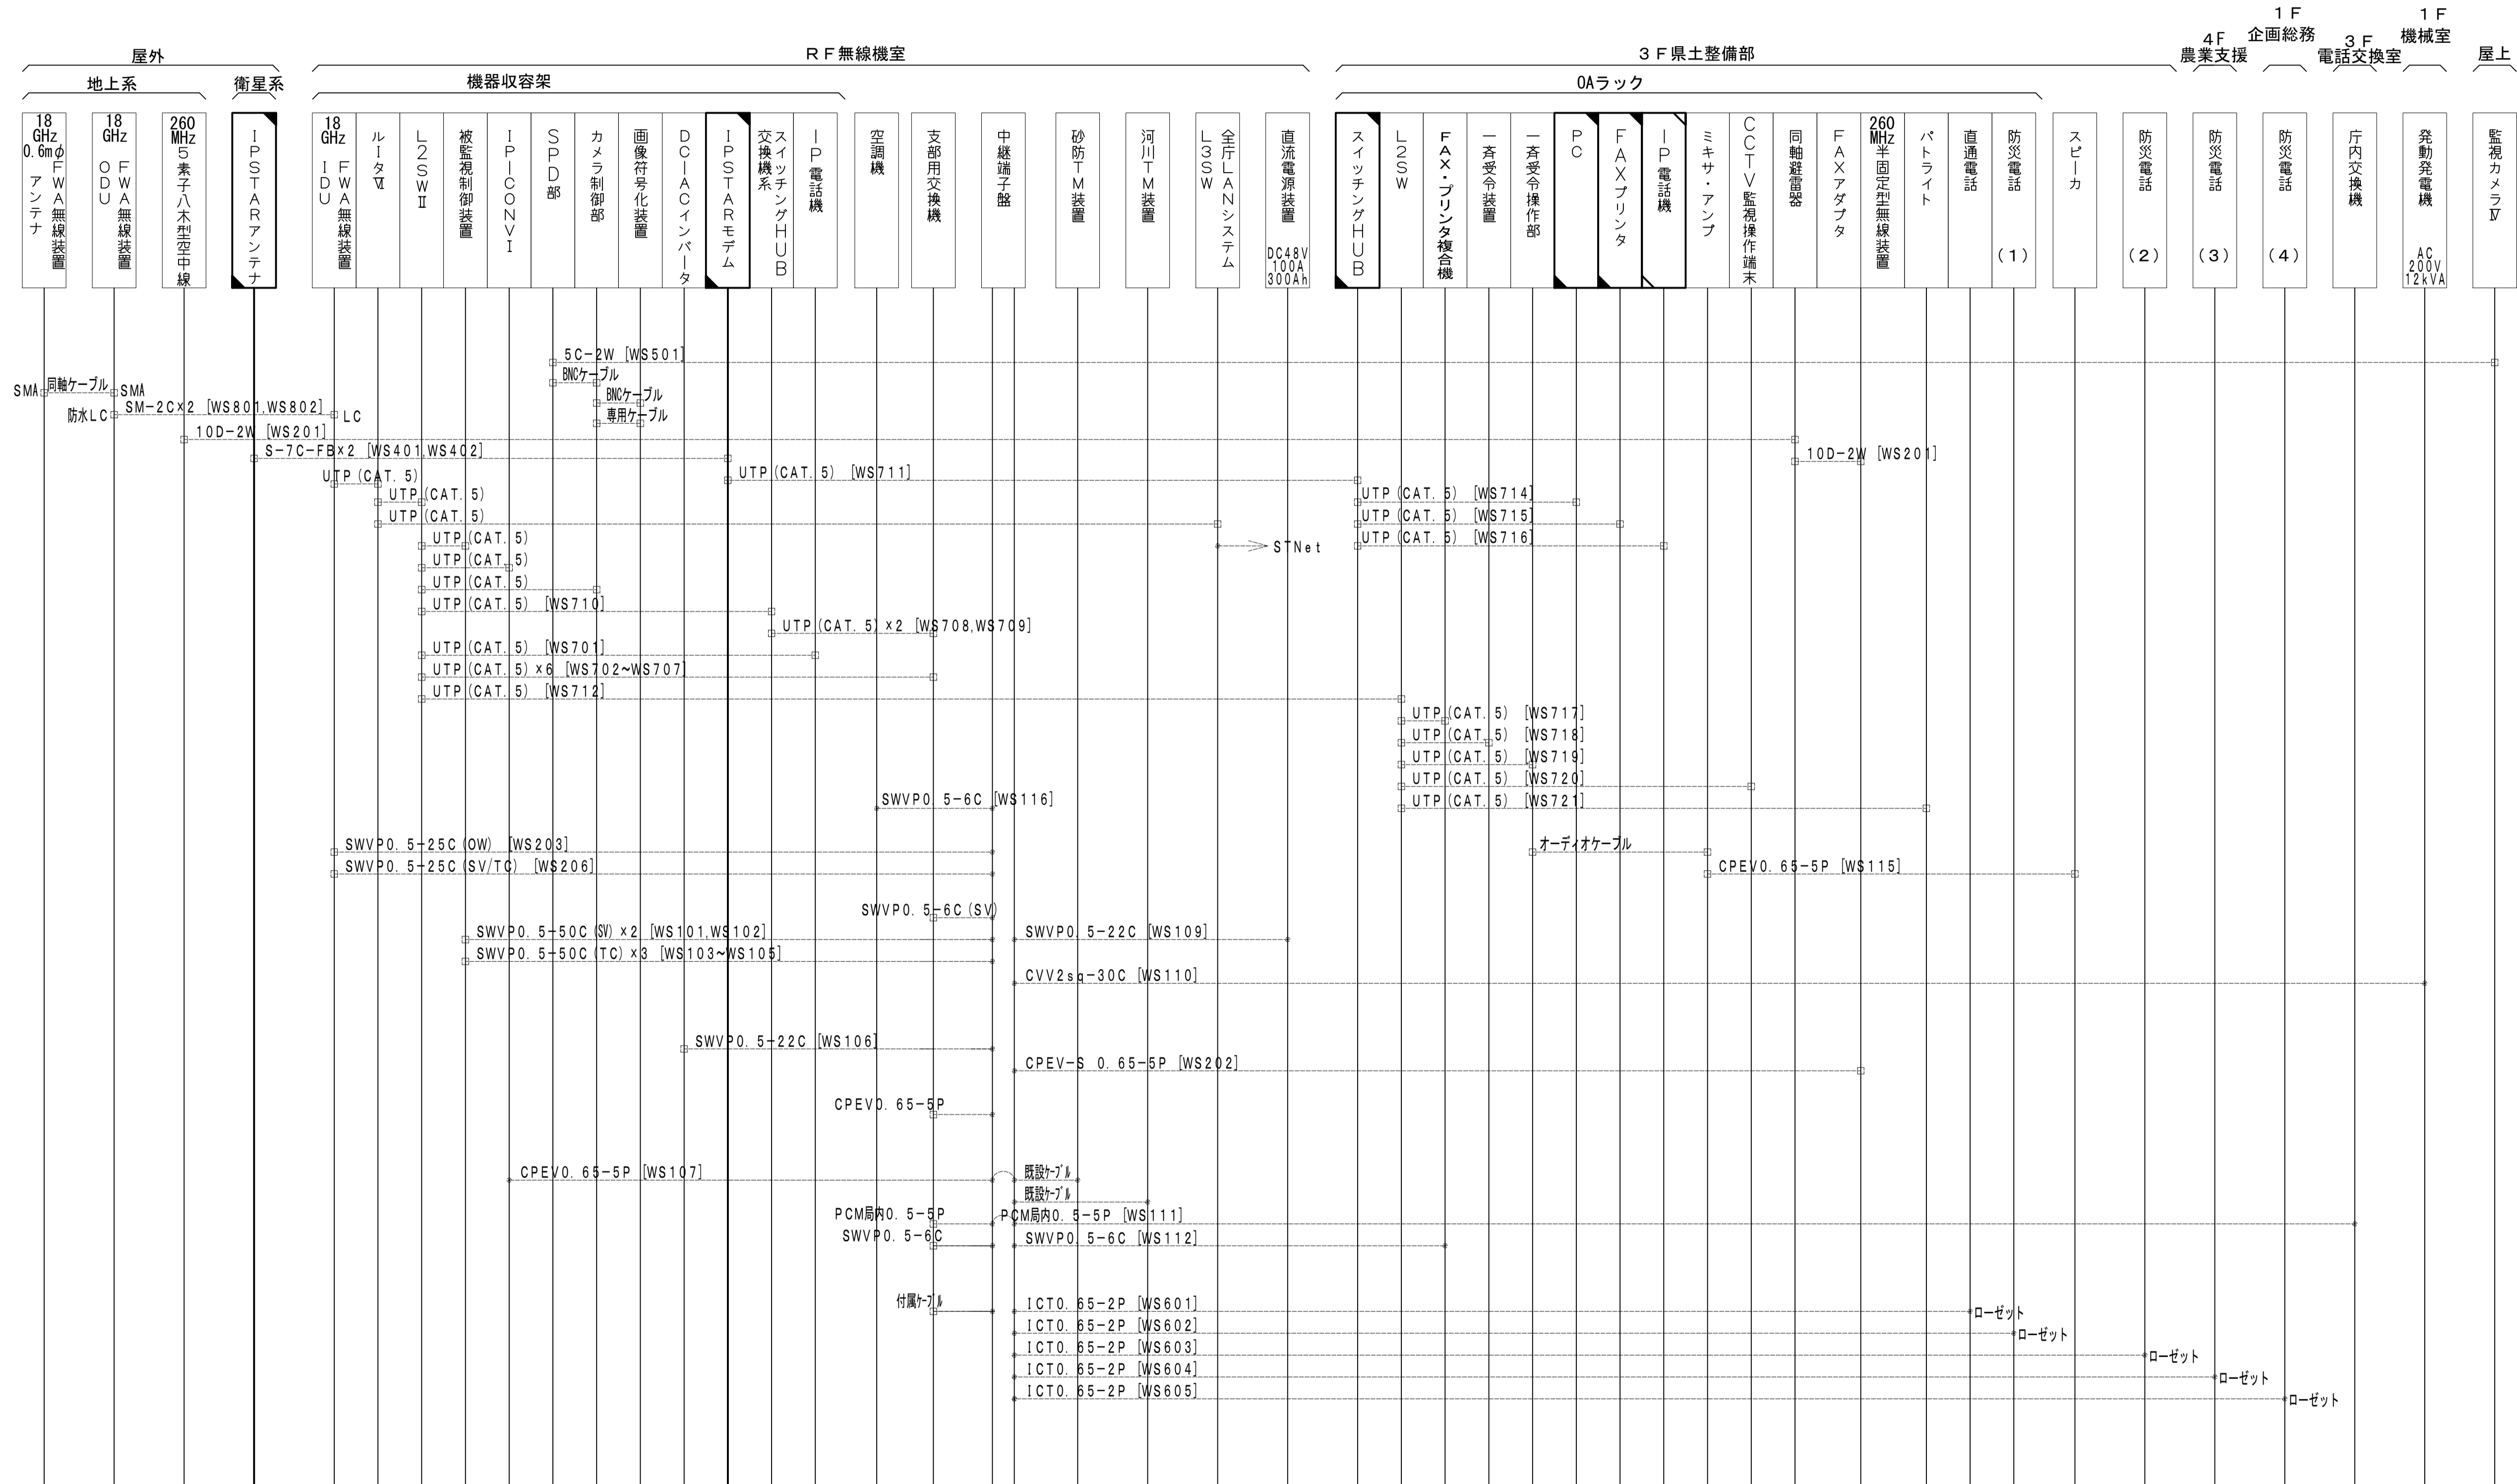 屋外
ＲＦ無線機室
３Ｆ県土整備部
４Ｆ
農業支援
１Ｆ
企画総務
３Ｆ
電話交換室
１Ｆ
機械室
屋上
地上系
衛星系
機器収容架
OAラック
18
GHz
0.6mφ
ＦＷＡ無線装置
アンテナ
18
GHz
ＦＷＡ無線装置
ＯＤＵ
260
MHz
５素子八木型空中線
ＩＰＳＴＡＲアンテナ
18
GHz
ＦＷＡ無線装置
ＩＤＵ
ルータⅥ
Ｌ２ＳＷⅡ
被監視制御装置
ＩＰ－ＩＣＯＮＶⅠ
ＳＰＤ部
カメラ制御部
画像符号化装置
ＤＣ－ＡＣインバータ
ＩＰＳＴＡＲモデム
スイッチングＨＵＢ
交換機系
ＩＰ電話機
空調機
支部用交換機
中継端子盤
砂防ＴＭ装置
河川ＴＭ装置
全庁ＬＡＮシステム
Ｌ３ＳＷ
直流電源装置
DC48V
100A
300Ah
スイッチングＨＵＢ
Ｌ２ＳＷ
ＦＡＸ・プリンタ複合機
一斉受令装置
一斉受令操作部
ＰＣ
ＦＡＸプリンタ
ＩＰ電話機
ミキサ・アンプ
ＣＣＴＶ監視操作端末
同軸避雷器
ＦＡＸアダプタ
260
MHz
半固定型無線装置
パトライト
直通電話
防災電話
（１）
スピーカ
防災電話
（２）
防災電話
（３）
防災電話
（４）
庁内交換機
発動発電機
AC
200V
12kVA
監視カメラⅣ
5C-2W [WS501]
BNCケーブル
SMA 同軸ケーブル SMA
BNCケーブル
防水LC SM-2C×2 [WS801,WS802] LC
専用ケーブル
10D-2W [WS201]
S-7C-FB×2 [WS401,WS402]
10D-2W [WS201]
UTP(CAT.5)
UTP(CAT.5) [WS711]
UTP(CAT.5)
UTP(CAT.5) [WS714]
UTP(CAT.5)
UTP(CAT.5) [WS715]
UTP(CAT.5)
STNet
UTP(CAT.5) [WS716]
UTP(CAT.5)
UTP(CAT.5)
UTP(CAT.5) [WS710]
UTP(CAT.5)×2 [WS708,WS709]
UTP(CAT.5) [WS701]
UTP(CAT.5)×6 [WS702~WS707]
UTP(CAT.5) [WS712]
UTP(CAT.5) [WS717]
UTP(CAT.5) [WS718]
UTP(CAT.5) [WS719]
UTP(CAT.5) [WS720]
SWVP0.5-6C [WS116]
UTP(CAT.5) [WS721]
SWVP0.5-25C(OW) [WS203]
オーディオケーブル
SWVP0.5-25C(SV/TC) [WS206]
CPEV0.65-5P [WS115]
SWVP0.5-6C(SV)
SWVP0.5-50C(SV)×2 [WS101,WS102]
SWVP0.5-22C [WS109]
SWVP0.5-50C(TC)×3 [WS103~WS105]
CVV2sq-30C [WS110]
SWVP0.5-22C [WS106]
CPEV-S 0.65-5P [WS202]
CPEV0.65-5P
CPEV0.65-5P [WS107]
既設ｹｰﾌﾞﾙ
既設ｹｰﾌﾞﾙ
PCM局内0.5-5P
PCM局内0.5-5P [WS111]
SWVP0.5-6C
SWVP0.5-6C [WS112]
付属ｹｰﾌﾞﾙ
ICT0.65-2P [WS601] ローゼット
ICT0.65-2P [WS602] ローゼット
ICT0.65-2P [WS603] ローゼット
ICT0.65-2P [WS604] ローゼット
ICT0.65-2P [WS605] ローゼット